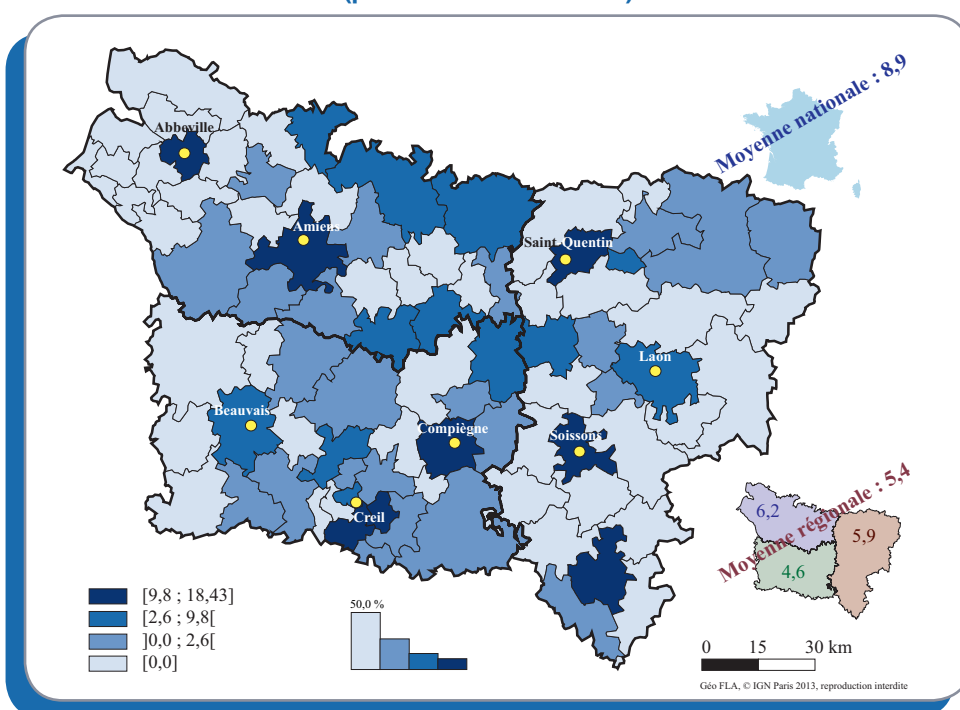 Moyenne nationale : 8,9
Abbeville
Amiens
Saint-Quentin
Laon
Beauvais
Compiègne
Soissons
Creil
Moyenne régionale : 5,4
6,2
5,9
4,6
[9,8 ; 18,43]
[2,6 ; 9,8[
]0,0 ; 2,6[
[0,0]
50,0 %
0 15 30 km
Géo FLA, © IGN Paris 2013, reproduction interdite